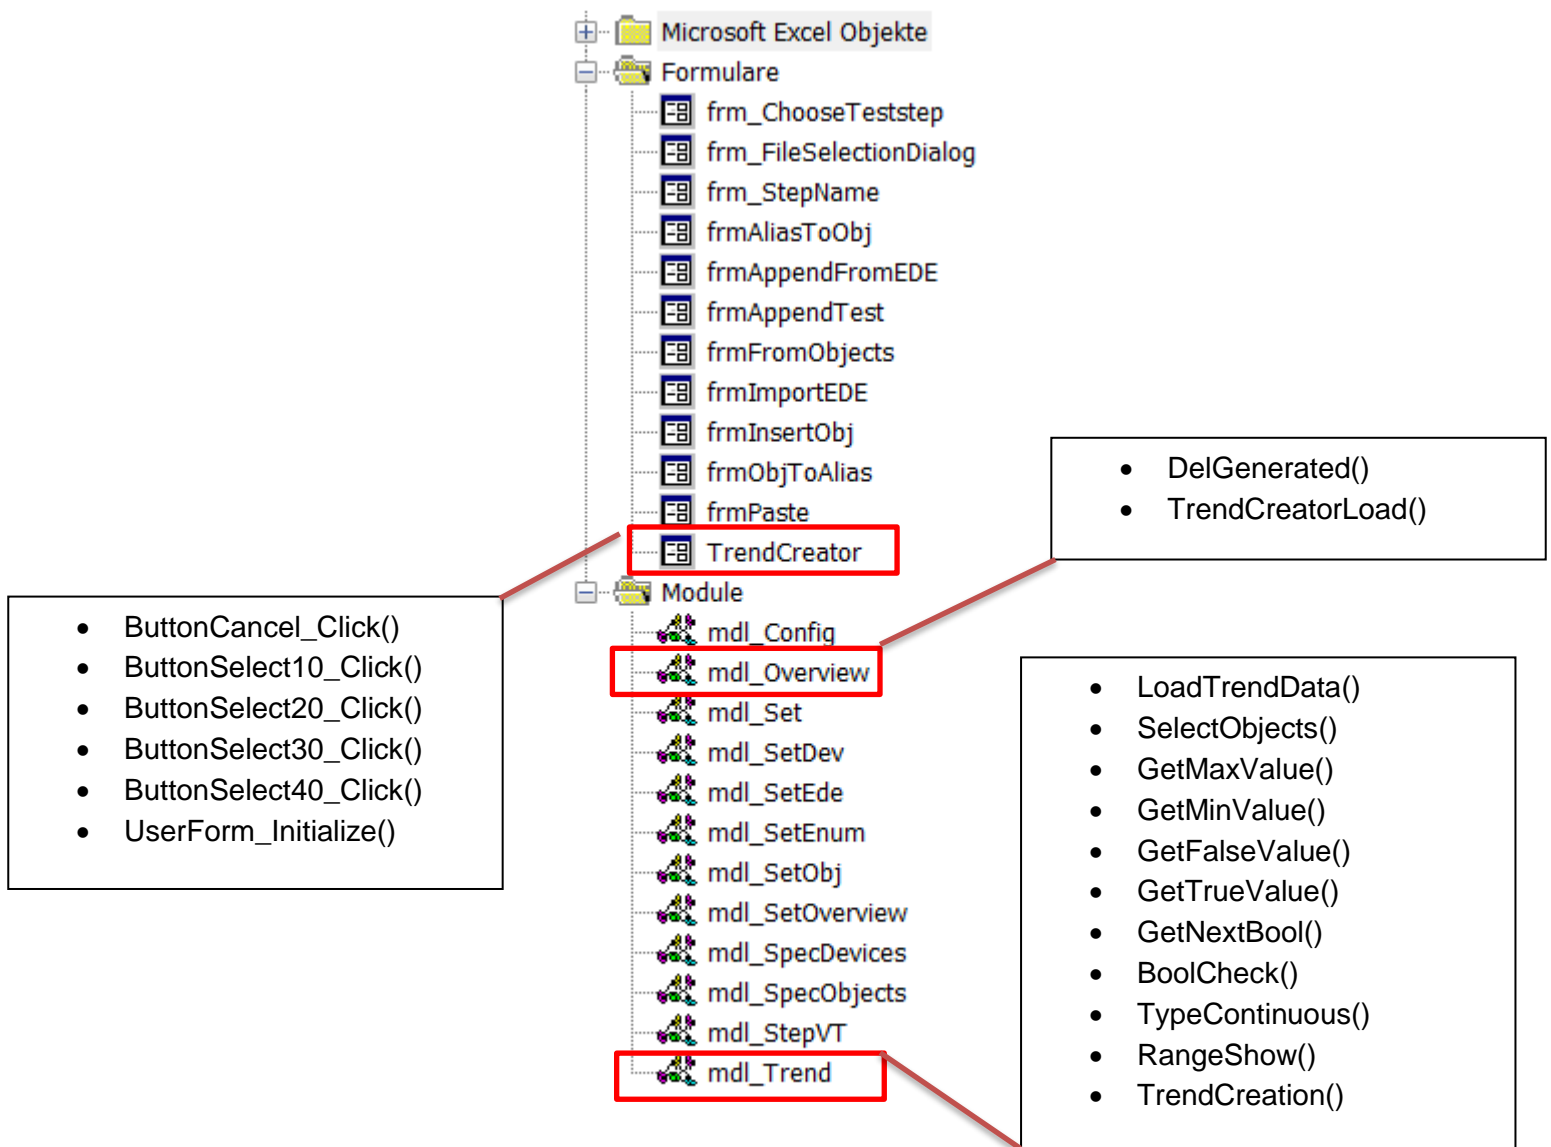 Microsoft Excel Objekte
Formulare
frm_ChooseTeststep
frm_FileSelectionDialog
frm_StepName
frmAliasToObj
frmAppendFromEDE
frmAppendTest
frmFromObjects
frmImportEDE
frmInsertObj
frmObjToAlias
frmPaste
TrendCreator
Module
mdl_Config
mdl_Overview
mdl_Set
mdl_SetDev
mdl_SetEde
mdl_SetEnum
mdl_SetObj
mdl_SetOverview
mdl_SpecDevices
mdl_SpecObjects
mdl_StepVT
mdl_Trend
• ButtonCancel_Click()
• ButtonSelect10_Click()
• ButtonSelect20_Click()
• ButtonSelect30_Click()
• ButtonSelect40_Click()
• UserForm_Initialize()
• DelGenerated()
• TrendCreatorLoad()
• LoadTrendData()
• SelectObjects()
• GetMaxValue()
• GetMinValue()
• GetFalseValue()
• GetTrueValue()
• GetNextBool()
• BoolCheck()
• TypeContinuous()
• RangeShow()
• TrendCreation()